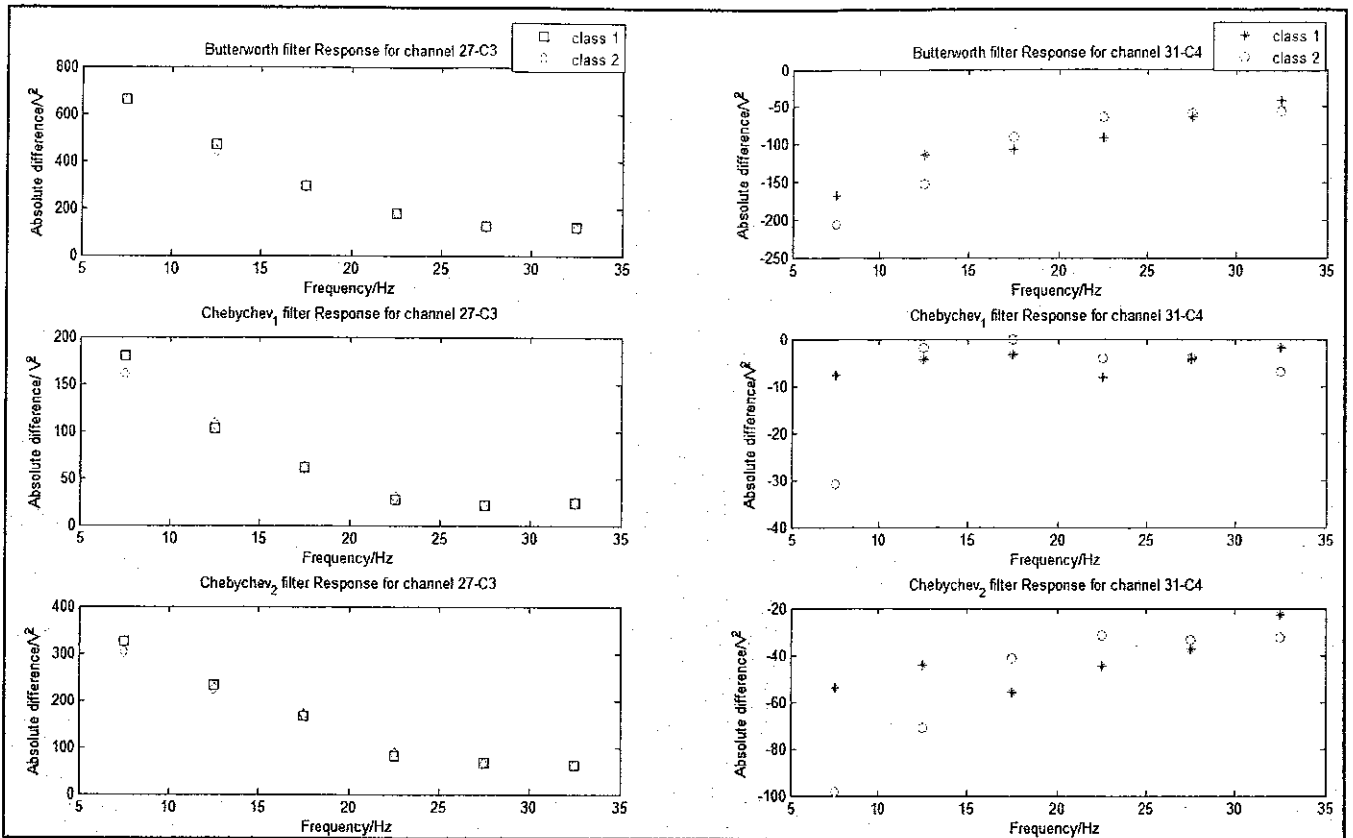 Butterworth filter Response for channel 27-C3
class 1
class 2
Absolute difference/V²
800
600
400
200
0
5 10 15 20 25 30 35
Frequency/Hz
Chebychev₁ filter Response for channel 27-C3
Absolute difference/ V²
200
150
100
50
0
5 10 15 20 25 30 35
Frequency/Hz
Chebychev₂ filter Response for channel 27-C3
Absolute difference/V²
400
300
200
100
0
5 10 15 20 25 30 35
Frequency/Hz
Butterworth filter Response for channel 31-C4
class 1
class 2
Absolute difference/V²
0
-50
-100
-150
-200
-250
5 10 15 20 25 30 35
Frequency/Hz
Chebychev₁ filter Response for channel 31-C4
Absolute difference/V²
0
-10
-20
-30
-40
5 10 15 20 25 30 35
Frequency/Hz
Chebychev₂ filter Response for channel 31-C4
Absolute difference/V²
-20
-40
-60
-80
-100
5 10 15 20 25 30 35
Frequency/Hz